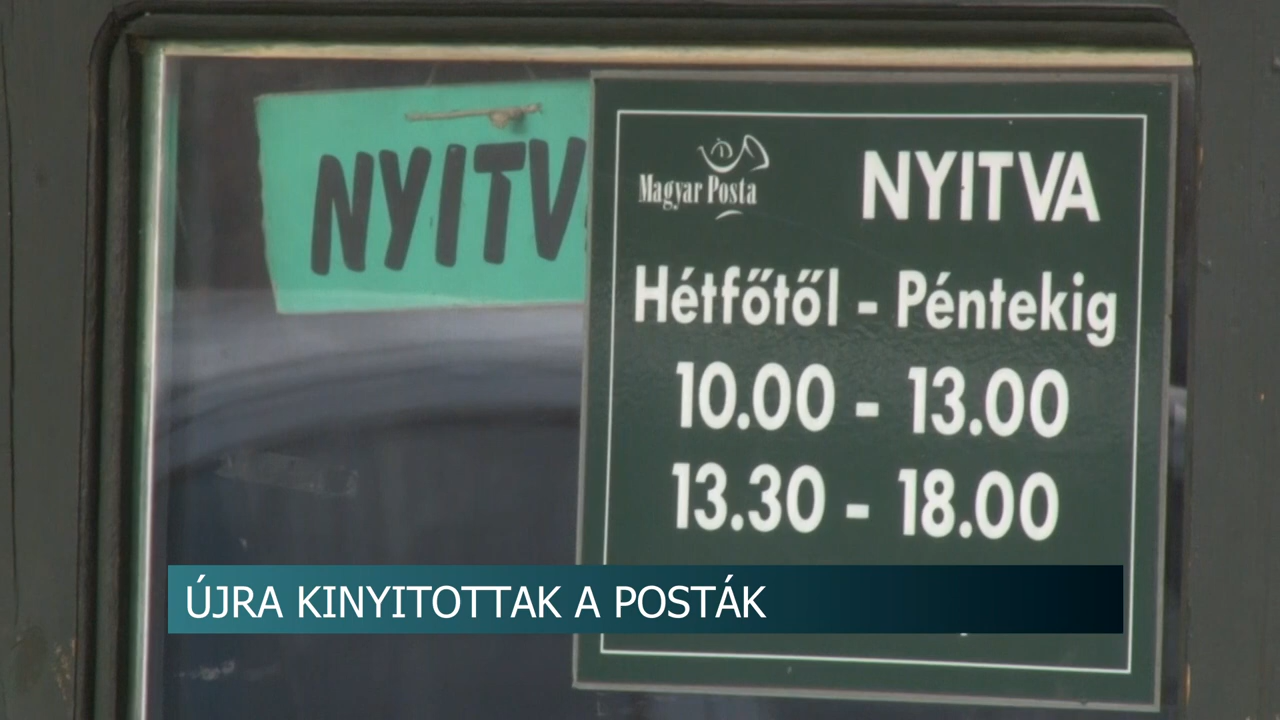 NYITV
Magyar Posta
NYITVA
Hétfőtől - Péntekig
10.00 - 13.00
13.30 - 18.00
ÚJRA KINYITOTTAK A POSTÁK